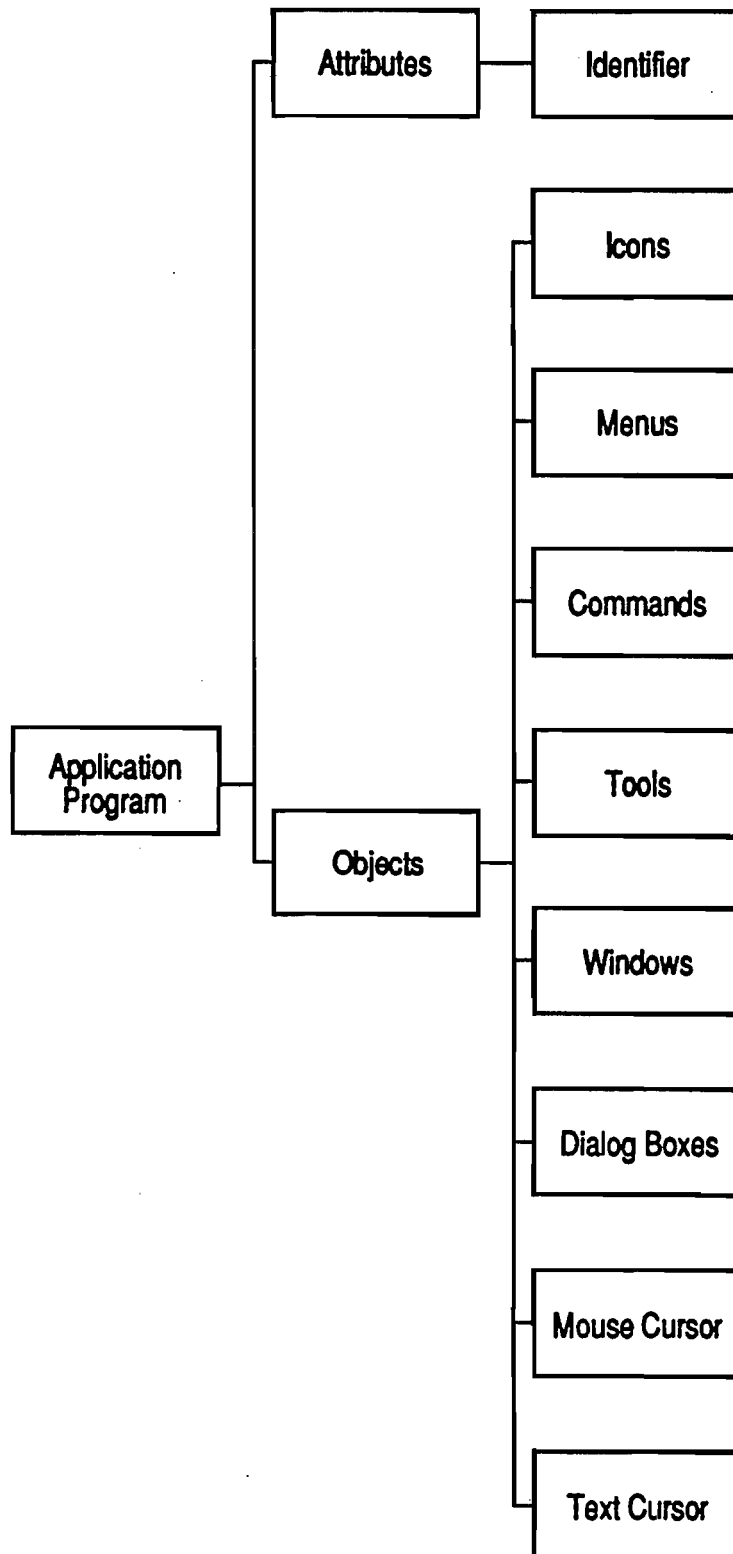 Attributes
Identifier
Icons
Menus
Commands
Application
Program
Tools
Objects
Windows
Dialog Boxes
Mouse Cursor
Text Cursor